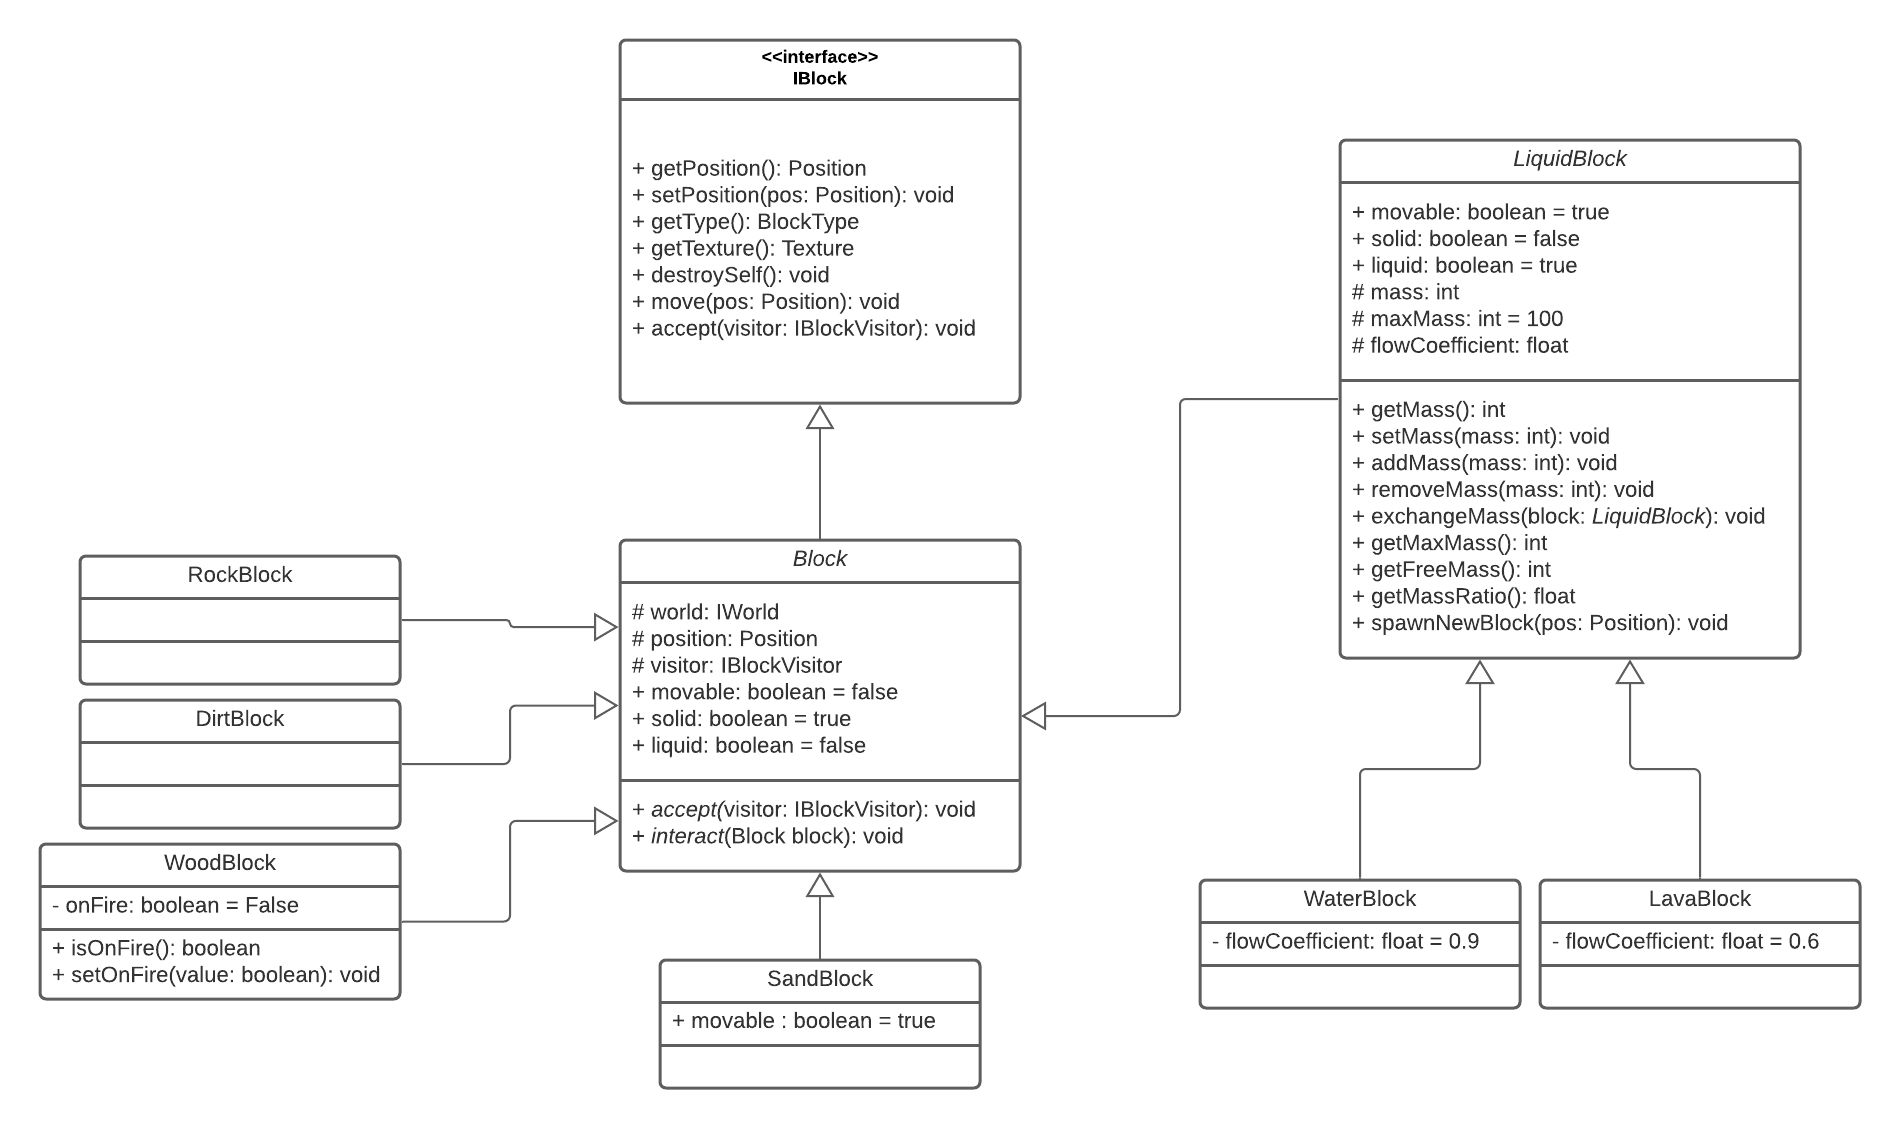 <<interface>>
IBlock
+ getPosition(): Position
+ setPosition(pos: Position): void
+ getType(): BlockType
+ getTexture(): Texture
+ destroySelf(): void
+ move(pos: Position): void
+ accept(visitor: IBlockVisitor): void
LiquidBlock
+ movable: boolean = true
+ solid: boolean = false
+ liquid: boolean = true
# mass: int
# maxMass: int = 100
# flowCoefficient: float
+ getMass(): int
+ setMass(mass: int): void
+ addMass(mass: int): void
+ removeMass(mass: int): void
+ exchangeMass(block: LiquidBlock): void
+ getMaxMass(): int
+ getFreeMass(): int
+ getMassRatio(): float
+ spawnNewBlock(pos: Position): void
Block
# world: IWorld
# position: Position
# visitor: IBlockVisitor
+ movable: boolean = false
+ solid: boolean = true
+ liquid: boolean = false
+ accept(visitor: IBlockVisitor): void
+ interact(Block block): void
RockBlock
DirtBlock
WoodBlock
- onFire: boolean = False
+ isOnFire(): boolean
+ setOnFire(value: boolean): void
SandBlock
+ movable : boolean = true
WaterBlock
- flowCoefficient: float = 0.9
LavaBlock
- flowCoefficient: float = 0.6